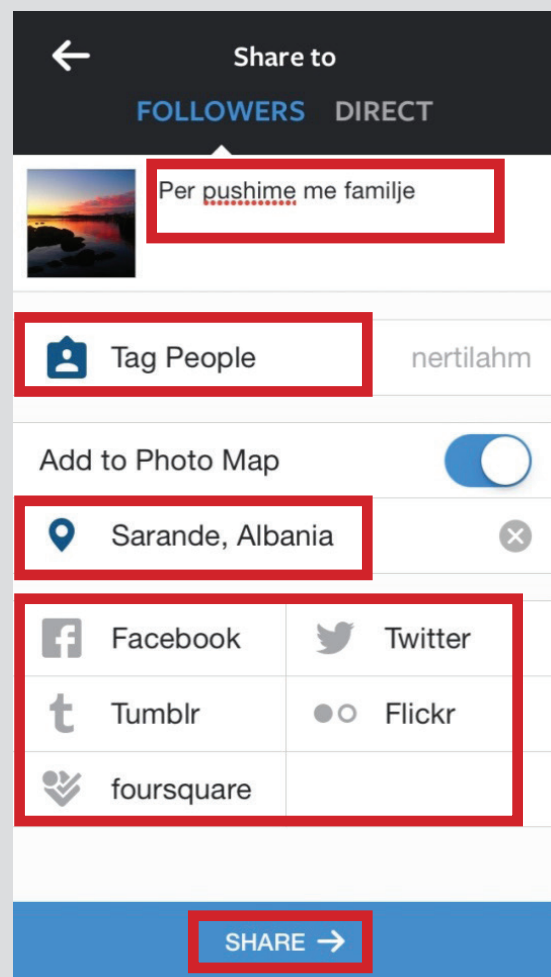 Share to
FOLLOWERS DIRECT
Per pushime me familje
Tag People nertilahm
Add to Photo Map
Sarande, Albania
Facebook Twitter
Tumblr Flickr
foursquare
SHARE →